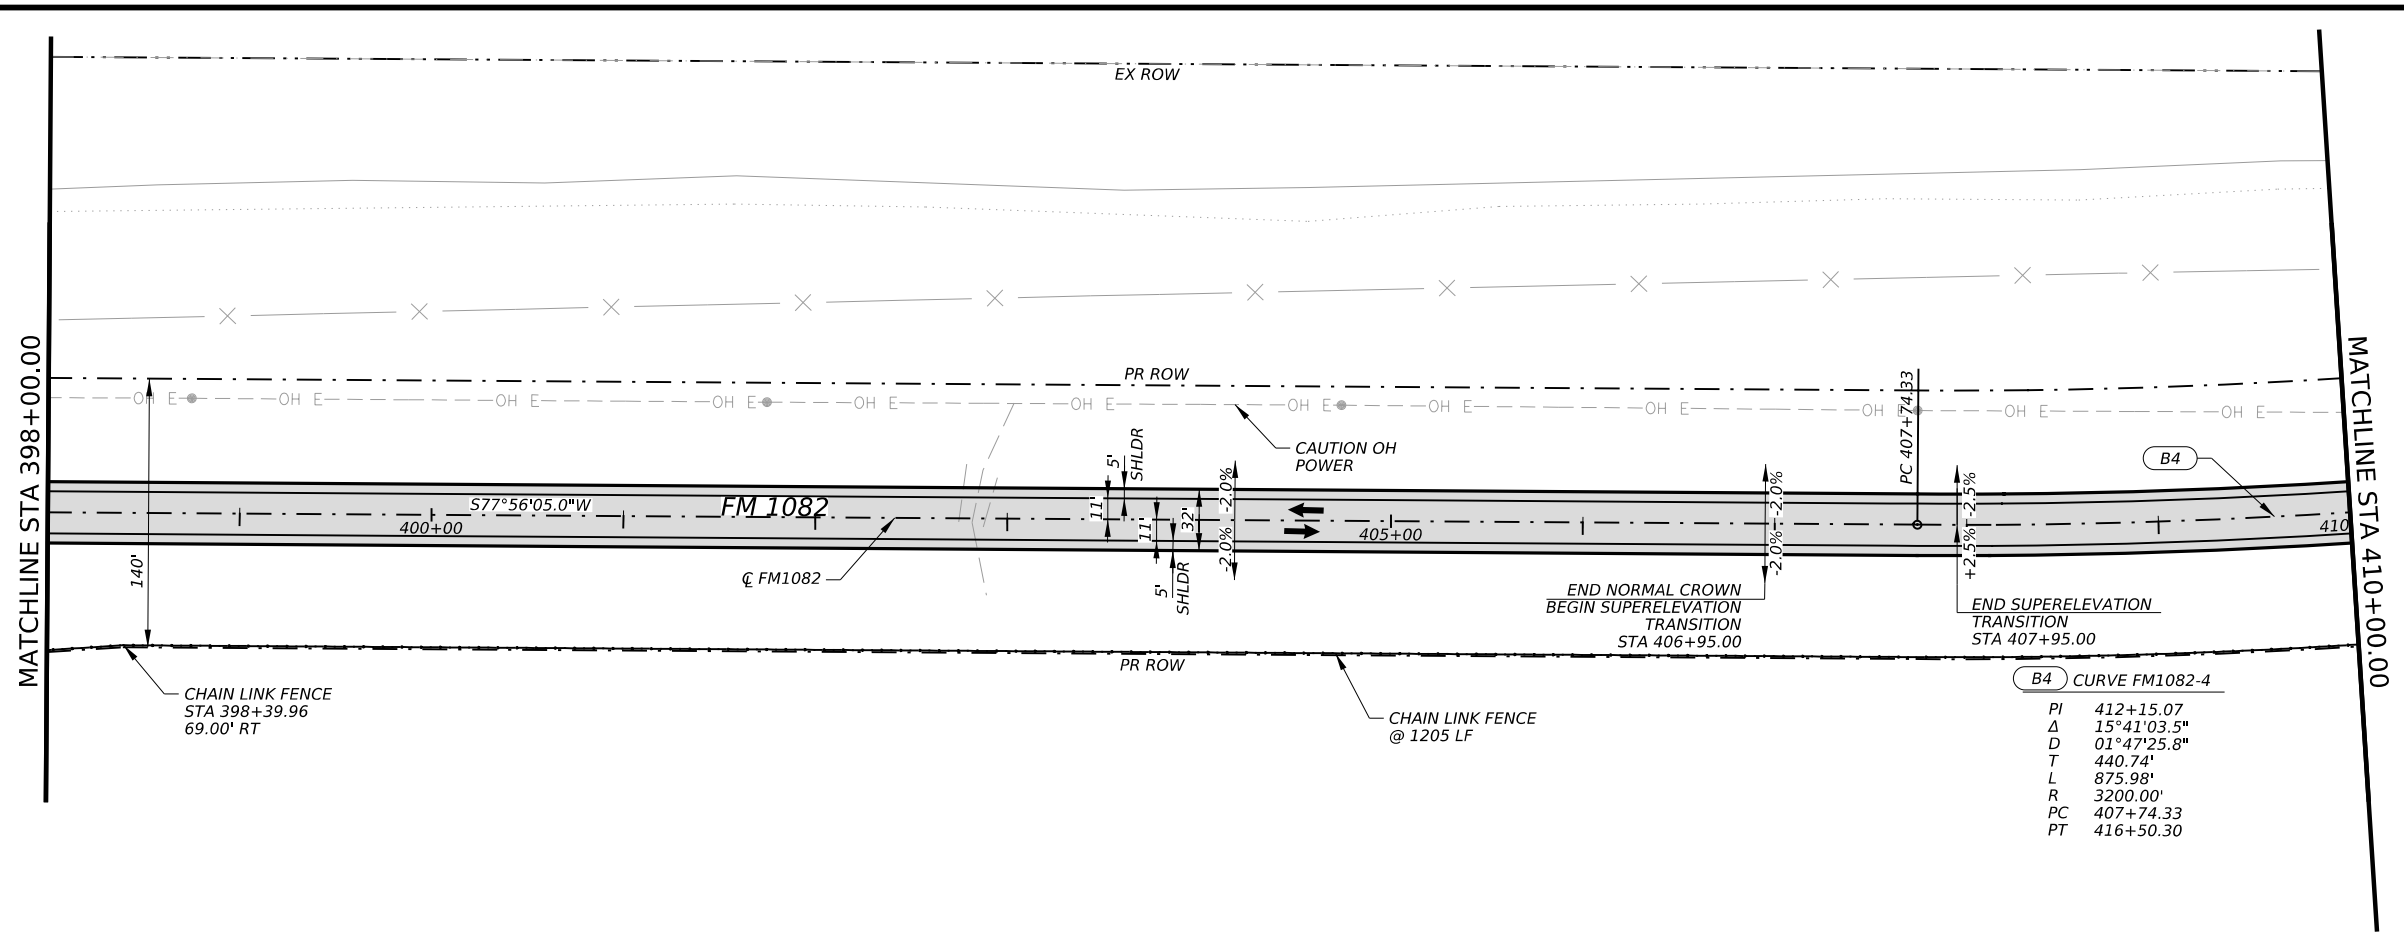 EX ROW
PR ROW
MATCHLINE STA 398+00.00
OH E
OH E
OH E
OH E
OH E
OH E
OH E
OH E
OH E
OH E
OH E
OH E
CAUTION OH
POWER
PC 407+74.33
B4
S77°56'05.0"W
FM 1082
400+00
405+00
410
5'
SHLDR
11'
11'
32'
5'
SHLDR
-2.0%
-2.0%
-2.0%
-2.0%
-2.5%
+2.5%
140'
℄ FM1082
END NORMAL CROWN
BEGIN SUPERELEVATION
TRANSITION
STA 406+95.00
END SUPERELEVATION
TRANSITION
STA 407+95.00
MATCHLINE STA 410+00.00
PR ROW
CHAIN LINK FENCE
STA 398+39.96
69.00' RT
CHAIN LINK FENCE
@ 1205 LF
B4 CURVE FM1082-4
PI 412+15.07
Δ 15°41'03.5"
D 01°47'25.8"
T 440.74'
L 875.98'
R 3200.00'
PC 407+74.33
PT 416+50.30